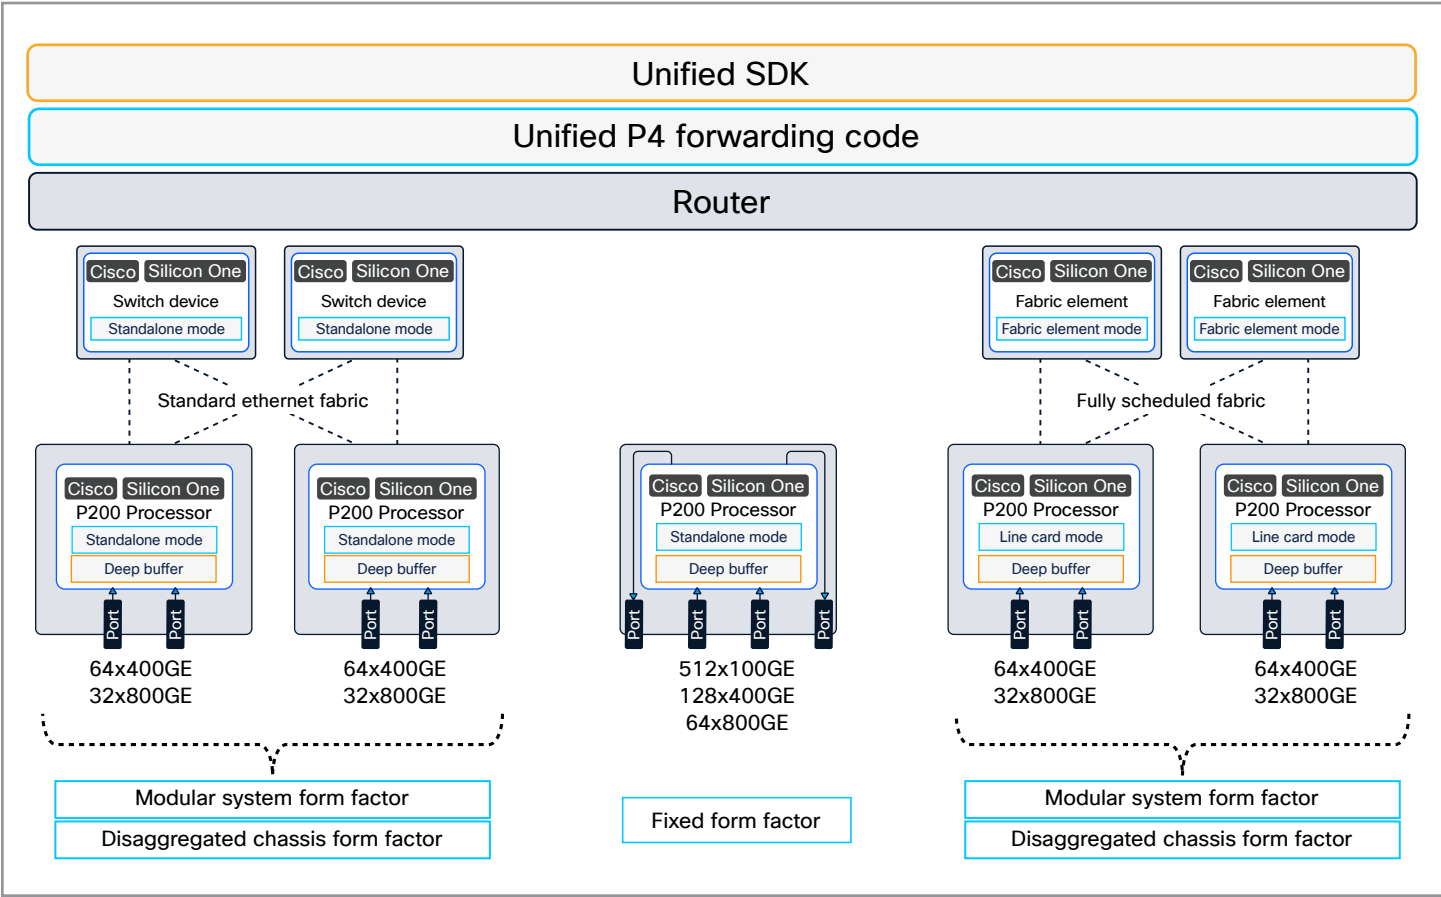 Unified SDK
Unified P4 forwarding code
Router
Cisco Silicon One
Switch device
Standalone mode
Cisco Silicon One
Switch device
Standalone mode
Standard ethernet fabric
Cisco Silicon One
P200 Processor
Standalone mode
Deep buffer
Port
Port
64x400GE
32x800GE
Cisco Silicon One
P200 Processor
Standalone mode
Deep buffer
Port
Port
64x400GE
32x800GE
Modular system form factor
Disaggregated chassis form factor
Cisco Silicon One
P200 Processor
Standalone mode
Deep buffer
Port
Port
Port
Port
512x100GE
128x400GE
64x800GE
Fixed form factor
Cisco Silicon One
Fabric element
Fabric element mode
Cisco Silicon One
Fabric element
Fabric element mode
Fully scheduled fabric
Cisco Silicon One
P200 Processor
Line card mode
Deep buffer
Port
Port
64x400GE
32x800GE
Cisco Silicon One
P200 Processor
Line card mode
Deep buffer
Port
Port
64x400GE
32x800GE
Modular system form factor
Disaggregated chassis form factor